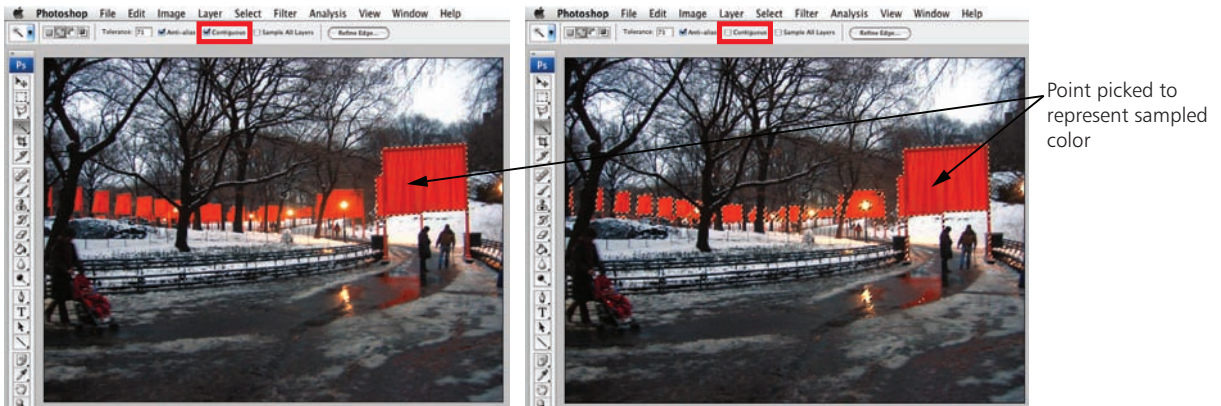 Photoshop File Edit Image Layer Select Filter Analysis View Window Help
Tolerance: 71 Anti-alias Contiguous Sample All Layers Refine Edge...
Ps
T
Photoshop File Edit Image Layer Select Filter Analysis View Window Help
Tolerance: 71 Anti-alias Contiguous Sample All Layers Refine Edge...
Ps
T
Point picked to
represent sampled
color